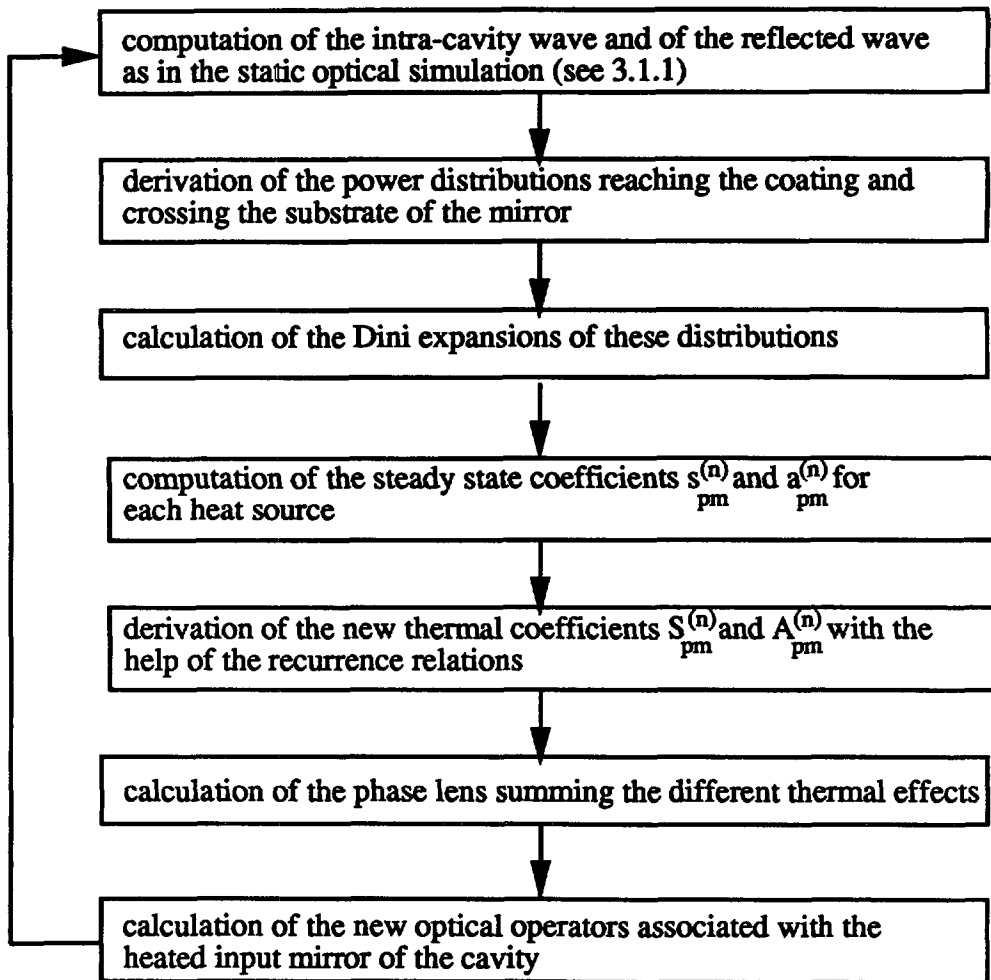 computation of the intra-cavity wave and of the reflected wave
as in the static optical simulation (see 3.1.1)
derivation of the power distributions reaching the coating and
crossing the substrate of the mirror
calculation of the Dini expansions of these distributions
computation of the steady state coefficients s_pm^(n) and a_pm^(n) for
each heat source
derivation of the new thermal coefficients S_pm^(n) and A_pm^(n) with the
help of the recurrence relations
calculation of the phase lens summing the different thermal effects
calculation of the new optical operators associated with the
heated input mirror of the cavity